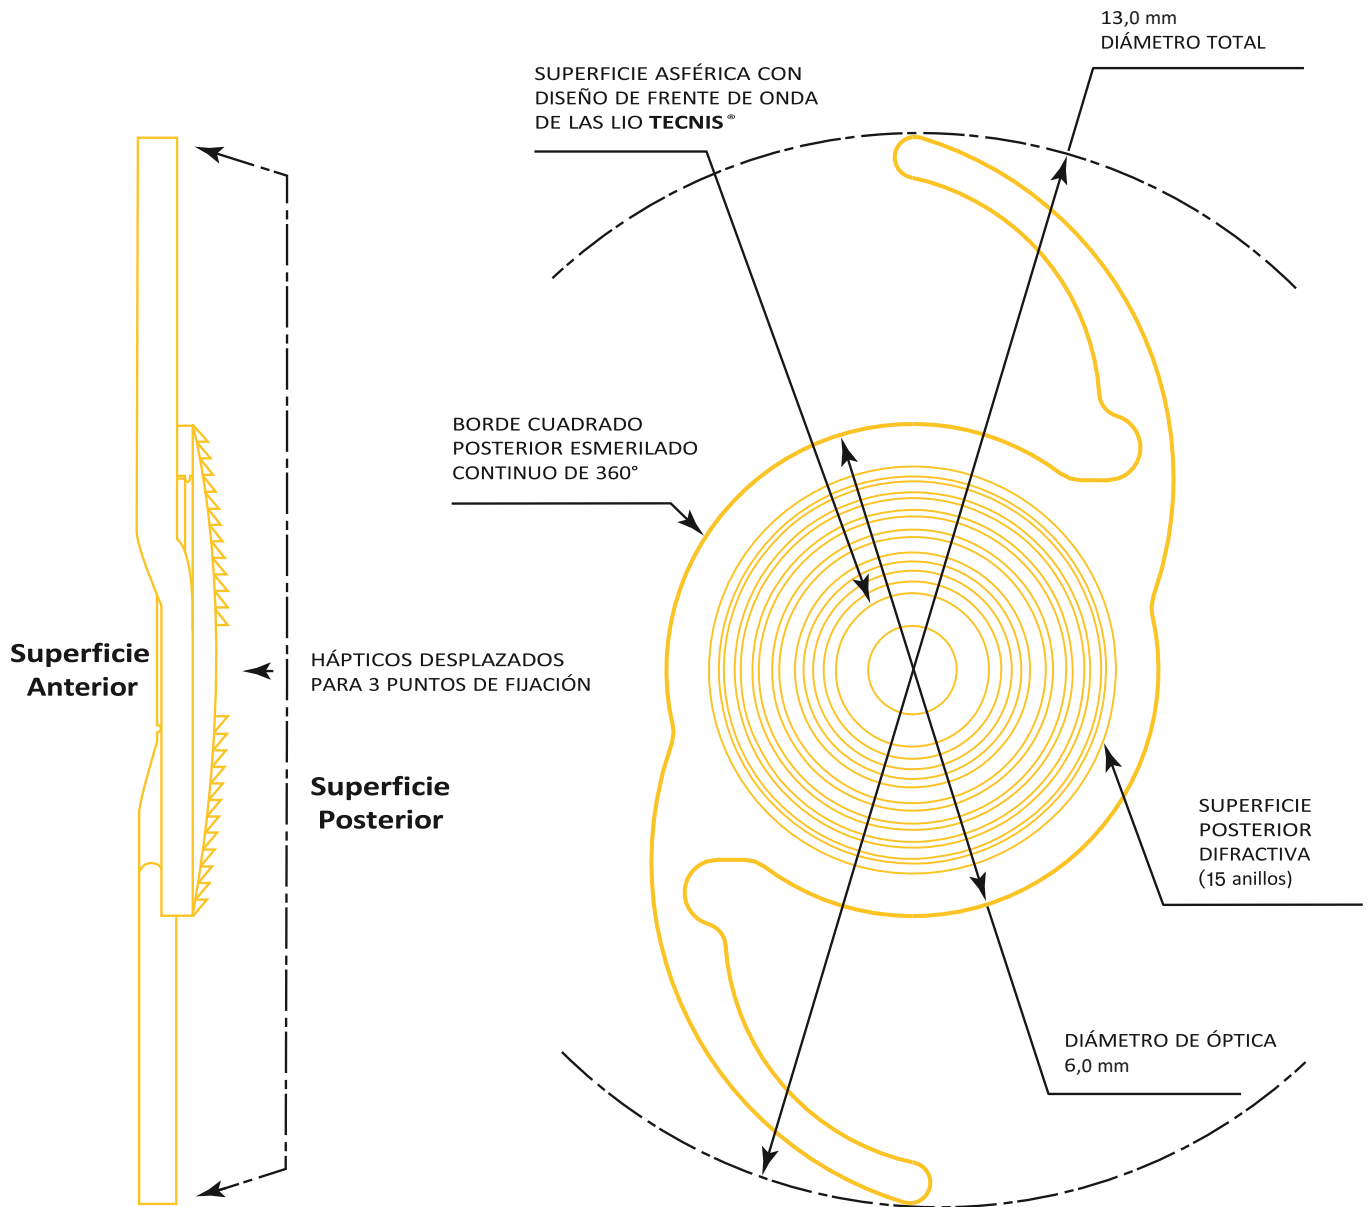 13,0 mm
DIÁMETRO TOTAL
SUPERFICIE ASFÉRICA CON
DISEÑO DE FRENTE DE ONDA
DE LAS LIO TECNIS®
BORDE CUADRADO
POSTERIOR ESMERILADO
CONTINUO DE 360°
Superficie
Anterior
HÁPTICOS DESPLAZADOS
PARA 3 PUNTOS DE FIJACIÓN
Superficie
Posterior
SUPERFICIE
POSTERIOR
DIFRACTIVA
(15 anillos)
DIÁMETRO DE ÓPTICA
6,0 mm